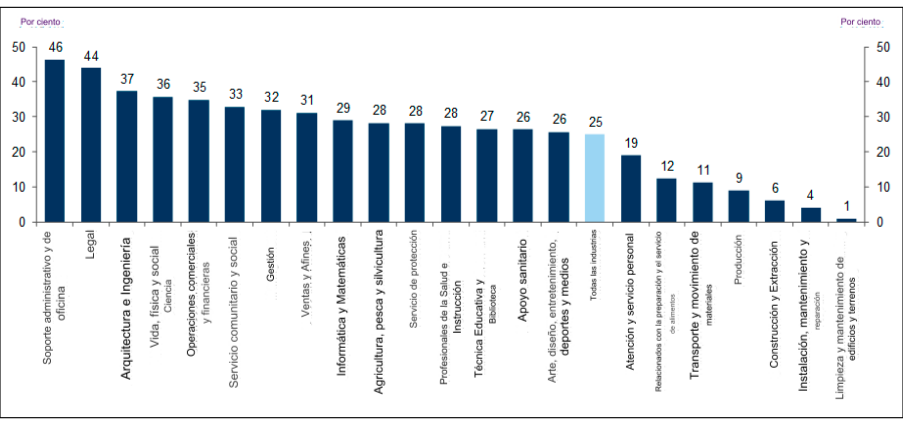 Por ciento
Por ciento
50
40
30
20
10
0
50
40
30
20
10
0
46
44
37
36
35
33
32
31
29
28
28
28
27
26
26
25
19
12
11
9
6
4
1
Soporte administrativo y de
oficina
Legal
Arquitectura e Ingeniería
Vida, física y social
Ciencia
Operaciones comerciales
y financieras
Servicio comunitario y social
Gestión
Ventas y Afines
Informática y Matemáticas
Agricultura, pesca y silvicultura
Servicio de protección
Profesionales de la Salud e
Instrucción
Técnica Educativa y
Biblioteca
Apoyo sanitario
Arte, diseño, entretenimiento,
deportes y medios
Todas las industrias
Atención y servicio personal
Relacionados con la preparación y el servicio
de alimentos
Transporte y movimiento de
materiales
Producción
Construcción y Extracción
Instalación, mantenimiento y
reparación
Limpieza y mantenimiento de
edificios y terrenos